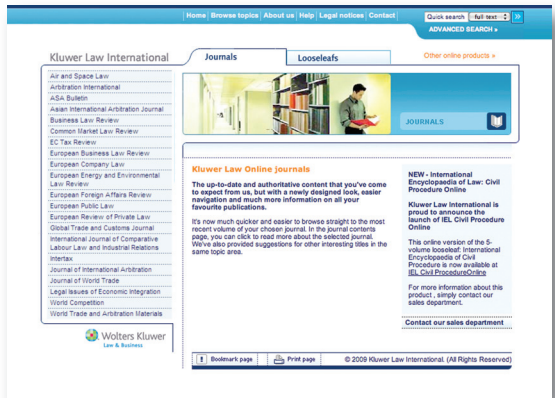 Home | Browse topics | About us | Help | Legal notices | Contact
Quick search
full text
»
ADVANCED SEARCH »
Kluwer Law International
Journals
Looseleafs
Other online products »
Air and Space Law
Arbitration International
ASA Bulletin
Asian International Arbitration Journal
Business Law Review
Common Market Law Review
EC Tax Review
European Business Law Review
European Company Law
European Energy and Environmental
Law Review
European Foreign Affairs Review
European Public Law
European Review of Private Law
Global Trade and Customs Journal
International Journal of Comparative
Labour Law and Industrial Relations
Intertax
Journal of International Arbitration
Journal of World Trade
Legal Issues of Economic Integration
World Competition
World Trade and Arbitration Materials
Wolters Kluwer
Law & Business
JOURNALS
Kluwer Law Online journals
The up-to-date and authoritative content that you've come
to expect from us, but with a newly designed look, easier
navigation and much more information on all your
favourite publications.
It's now much quicker and easier to browse straight to the most
recent volume of your chosen journal. In the journal contents
page, you can click to read more about the selected journal.
We've also provided suggestions for other interesting titles in the
same topic area.
NEW - International
Encyclopaedia of Law: Civil
Procedure Online
Kluwer Law International is
proud to announce the
launch of IEL Civil Procedure
Online
This online version of the 5-
volume looseleaf: International
Encyclopaedia of Civil
Procedure is now available at
IEL Civil ProcedureOnline
For more information about this
product , simply contact our
sales department.
Contact our sales department
Bookmark page
Print page
© 2009 Kluwer Law International. (All Rights Reserved)